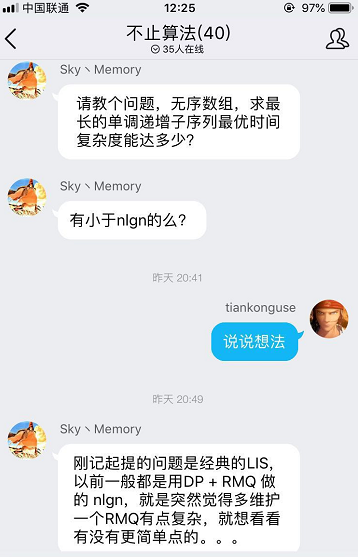 中国联通 12:25 97%
不止算法(40)
35人在线
Sky丶Memory
请教个问题，无序数组，求最
长的单调递增子序列最优时间
复杂度能达多少？
Sky丶Memory
有小于nlgn的么？
昨天 20:41
tiankonguse
说说想法
昨天 20:49
Sky丶Memory
刚记起提的问题是经典的LIS，
以前一般都是用DP + RMQ 做
的 nlgn，就是突然觉得多维护
一个RMQ有点复杂，就想看看
有没有更简单点的。。。